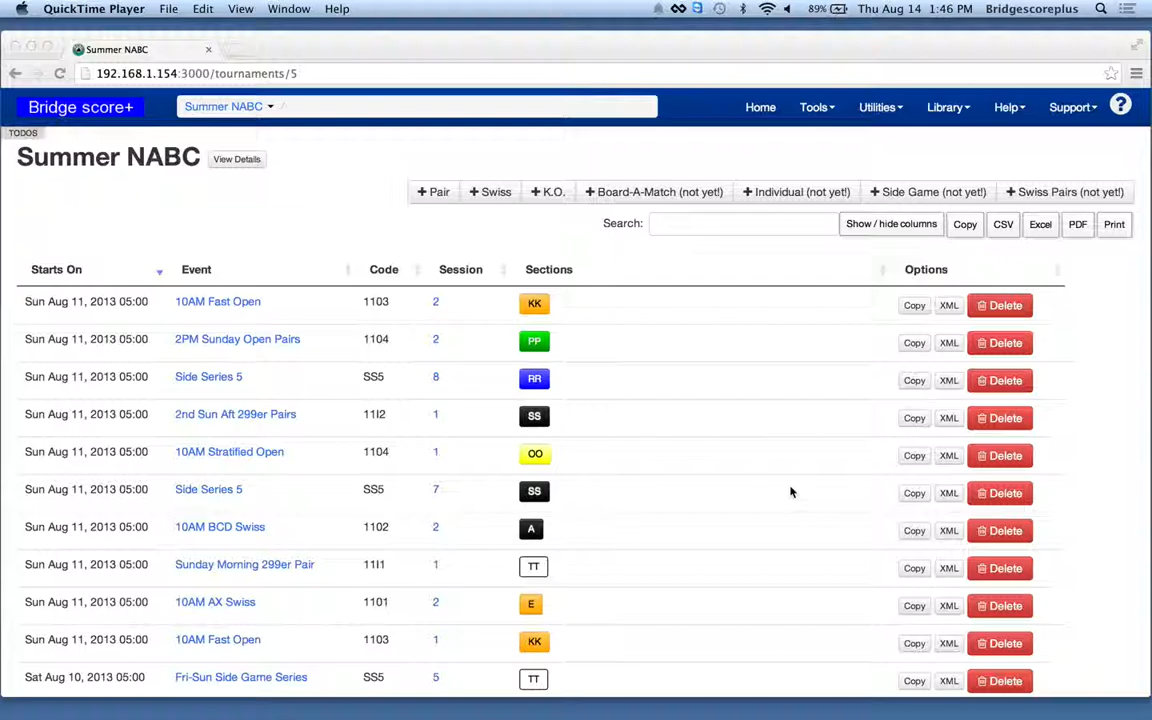 QuickTime Player File Edit View Window Help 89% Thu Aug 14 1:46 PM Bridgescoreplus
Summer NABC ×
192.168.1.154:3000/tournaments/5
Bridge score+ Summer NABC / Home Tools Utilities Library Help Support ?
TODOS
Summer NABC View Details
+ Pair + Swiss + K.O. + Board-A-Match (not yet!) + Individual (not yet!) + Side Game (not yet!) + Swiss Pairs (not yet!)
Search: Show / hide columns Copy CSV Excel PDF Print
Starts On Event Code Session Sections Options
Sun Aug 11, 2013 05:00 10AM Fast Open 1103 2 KK Copy XML Delete
Sun Aug 11, 2013 05:00 2PM Sunday Open Pairs 1104 2 PP Copy XML Delete
Sun Aug 11, 2013 05:00 Side Series 5 SS5 8 RR Copy XML Delete
Sun Aug 11, 2013 05:00 2nd Sun Aft 299er Pairs 11I2 1 SS Copy XML Delete
Sun Aug 11, 2013 05:00 10AM Stratified Open 1104 1 OO Copy XML Delete
Sun Aug 11, 2013 05:00 Side Series 5 SS5 7 SS Copy XML Delete
Sun Aug 11, 2013 05:00 10AM BCD Swiss 1102 2 A Copy XML Delete
Sun Aug 11, 2013 05:00 Sunday Morning 299er Pair 11I1 1 TT Copy XML Delete
Sun Aug 11, 2013 05:00 10AM AX Swiss 1101 2 E Copy XML Delete
Sun Aug 11, 2013 05:00 10AM Fast Open 1103 1 KK Copy XML Delete
Sat Aug 10, 2013 05:00 Fri-Sun Side Game Series SS5 5 TT Copy XML Delete